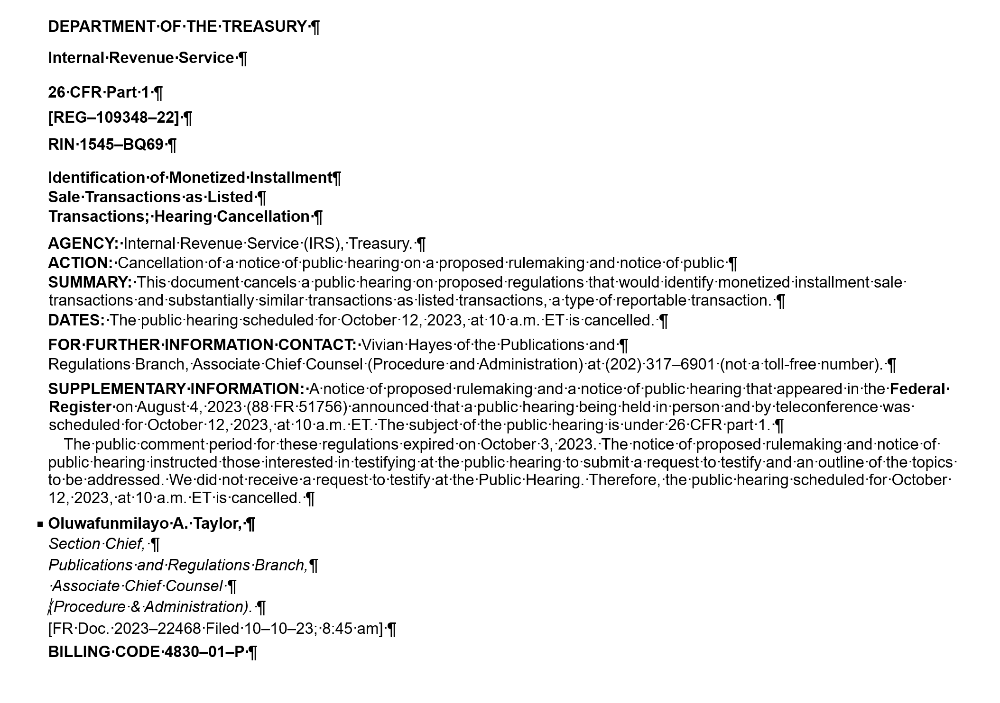 DEPARTMENT·OF·THE·TREASURY·¶
Internal·Revenue·Service·¶
26·CFR·Part·1·¶
[REG–109348–22]·¶
RIN·1545–BQ69·¶
Identification·of·Monetized·Installment¶
Sale·Transactions·as·Listed·¶
Transactions;·Hearing·Cancellation·¶
AGENCY:·Internal·Revenue·Service·(IRS),·Treasury.·¶
ACTION:·Cancellation·of·a·notice·of·public·hearing·on·a·proposed·rulemaking·and·notice·of·public·¶
SUMMARY:·This·document·cancels·a·public·hearing·on·proposed·regulations·that·would·identify·monetized·installment·sale·
transactions·and·substantially·similar·transactions·as·listed·transactions,·a·type·of·reportable·transaction.·¶
DATES:·The·public·hearing·scheduled·for·October·12,·2023,·at·10·a.m.·ET·is·cancelled.·¶
FOR·FURTHER·INFORMATION·CONTACT:·Vivian·Hayes·of·the·Publications·and·¶
Regulations·Branch,·Associate·Chief·Counsel·(Procedure·and·Administration)·at·(202)·317–6901·(not·a·toll-free·number).·¶
SUPPLEMENTARY·INFORMATION:·A·notice·of·proposed·rulemaking·and·a·notice·of·public·hearing·that·appeared·in·the·Federal·
Register·on·August·4,·2023·(88·FR·51756)·announced·that·a·public·hearing·being·held·in·person·and·by·teleconference·was·
scheduled·for·October·12,·2023,·at·10·a.m.·ET.·The·subject·of·the·public·hearing·is·under·26·CFR·part·1.·¶
The·public·comment·period·for·these·regulations·expired·on·October·3,·2023.·The·notice·of·proposed·rulemaking·and·notice·of·
public·hearing·instructed·those·interested·in·testifying·at·the·public·hearing·to·submit·a·request·to·testify·and·an·outline·of·the·topics·
to·be·addressed.·We·did·not·receive·a·request·to·testify·at·the·Public·Hearing.·Therefore,·the·public·hearing·scheduled·for·October·
12,·2023,·at·10·a.m.·ET·is·cancelled.·¶
▪Oluwafunmilayo·A.·Taylor,·¶
Section·Chief,·¶
Publications·and·Regulations·Branch,¶
·Associate·Chief·Counsel·¶
(Procedure·&·Administration).·¶
[FR·Doc.·2023–22468·Filed·10–10–23;·8:45·am]·¶
BILLING·CODE·4830–01–P·¶